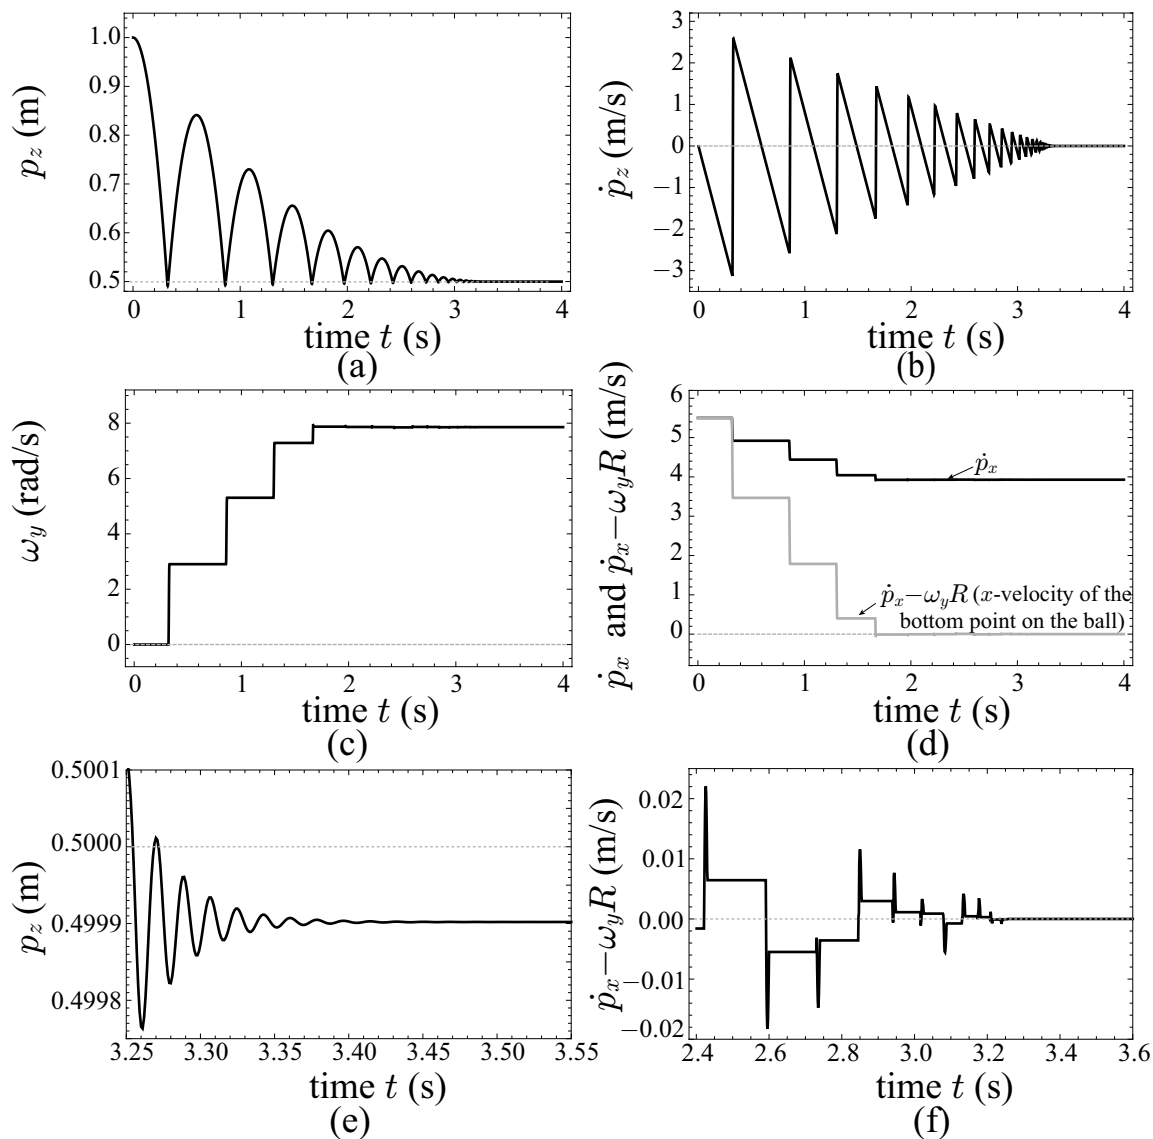 p_z (m)
1.0
0.9
0.8
0.7
0.6
0.5
0 1 2 3 4
time t (s)
(a)
ṗ_z (m/s)
3
2
1
0
−1
−2
−3
0 1 2 3 4
time t (s)
(b)
ω_y (rad/s)
8
6
4
2
0
0 1 2 3 4
time t (s)
(c)
ṗ_x and ṗ_x−ω_yR (m/s)
6
5
4
3
2
1
0
ṗ_x
ṗ_x−ω_yR (x-velocity of the
bottom point on the ball)
0 1 2 3 4
time t (s)
(d)
p_z (m)
0.5001
0.5000
0.4999
0.4998
3.25 3.30 3.35 3.40 3.45 3.50 3.55
time t (s)
(e)
ṗ_x−ω_yR (m/s)
0.02
0.01
0.00
−0.01
−0.02
2.4 2.6 2.8 3.0 3.2 3.4 3.6
time t (s)
(f)